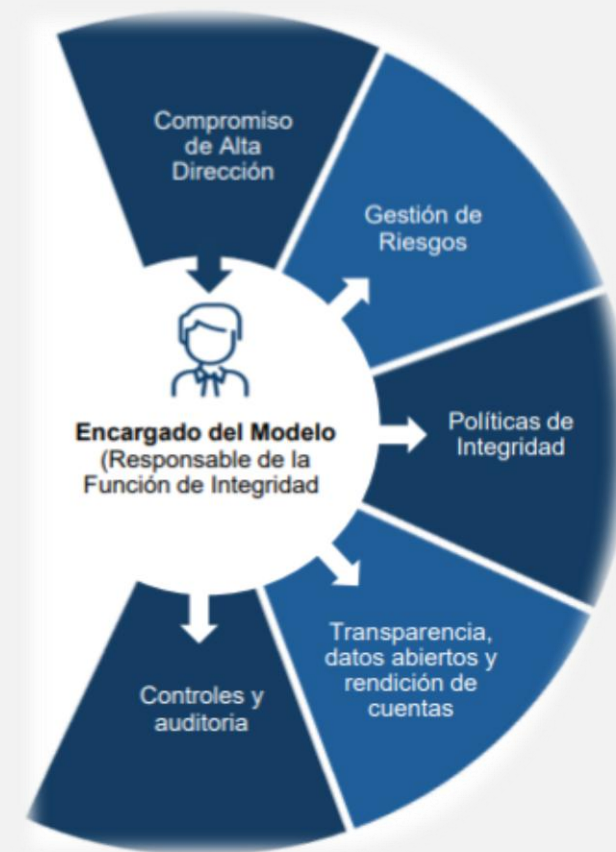 Compromiso
de Alta
Dirección
Gestión de
Riesgos
Encargado del Modelo
(Responsable de la
Función de Integridad
Políticas de
Integridad
Transparencia,
datos abiertos y
rendición de
cuentas
Controles y
auditoria